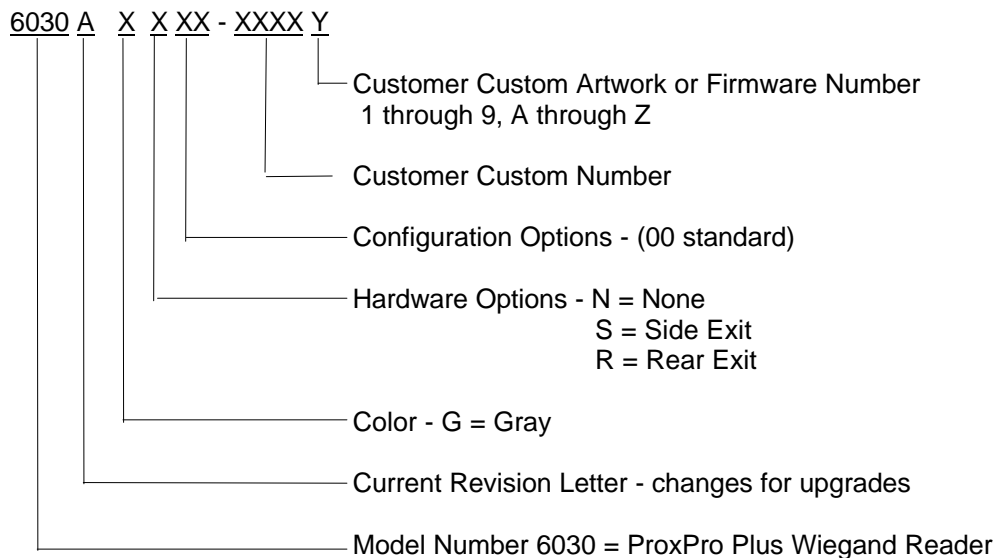 6030 A X X XX - XXXX Y
Customer Custom Artwork or Firmware Number
1 through 9, A through Z
Customer Custom Number
Configuration Options - (00 standard)
Hardware Options - N = None
S = Side Exit
R = Rear Exit
Color - G = Gray
Current Revision Letter - changes for upgrades
Model Number 6030 = ProxPro Plus Wiegand Reader